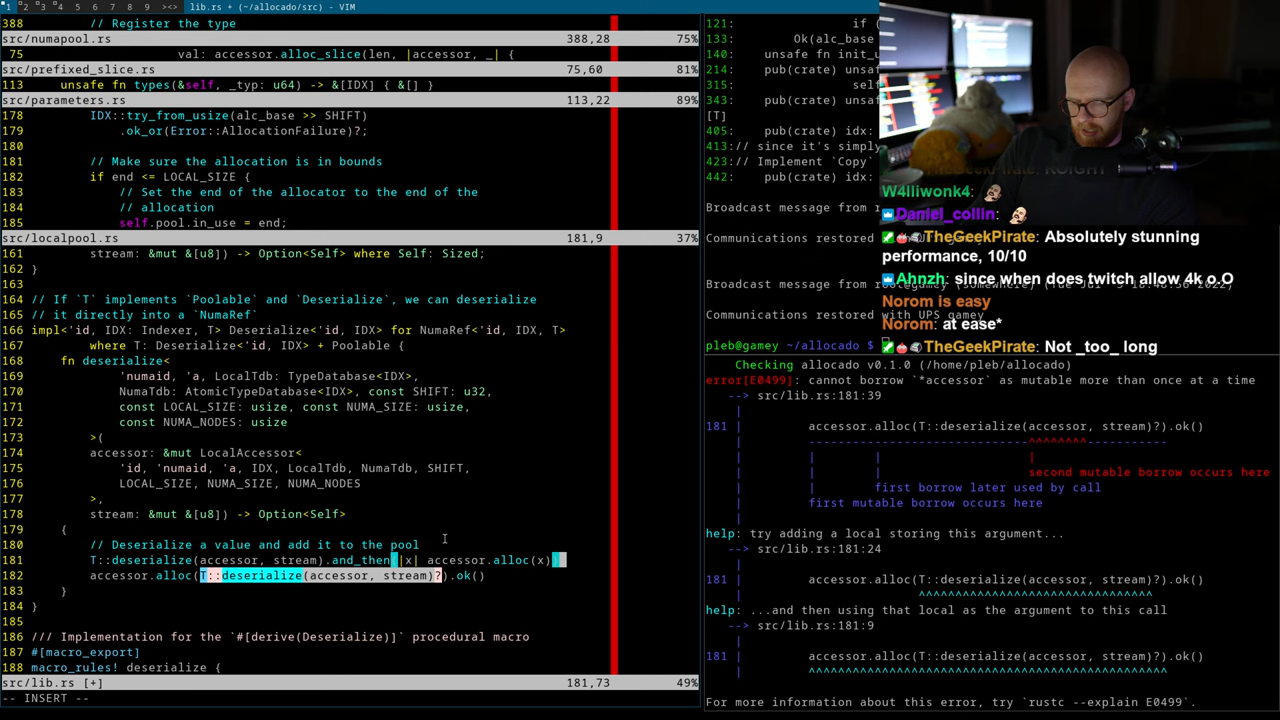 1 2 3 4 5 6 7 8 9 ><> lib.rs + (~/allocado/src) - VIM
388 // Register the type
src/numapool.rs 388,28 75%
75 val: accessor.alloc_slice(len, |accessor, _| {
src/prefixed_slice.rs 75,60 81%
113 unsafe fn types(&self, _typ: u64) -> &[IDX] { &[] }
src/parameters.rs 113,22 89%
178 IDX::try_from_usize(alc_base >> SHIFT)
179 .ok_or(Error::AllocationFailure)?;
180
181 // Make sure the allocation is in bounds
182 if end <= LOCAL_SIZE {
183 // Set the end of the allocator to the end of the
184 // allocation
185 self.pool.in_use = end;
src/localpool.rs 181,9 37%
161 stream: &mut &[u8]) -> Option<Self> where Self: Sized;
162 }
163
164 // If `T` implements `Poolable` and `Deserialize`, we can deserialize
165 // it directly into a `NumaRef`
166 impl<'id, IDX: Indexer, T> Deserialize<'id, IDX> for NumaRef<'id, IDX, T>
167 where T: Deserialize<'id, IDX> + Poolable {
168 fn deserialize<
169 'numaid, 'a, LocalTdb: TypeDatabase<IDX>,
170 NumaTdb: AtomicTypeDatabase<IDX>, const SHIFT: u32,
171 const LOCAL_SIZE: usize, const NUMA_SIZE: usize,
172 const NUMA_NODES: usize
173 >(
174 accessor: &mut LocalAccessor<
175 'id, 'numaid, 'a, IDX, LocalTdb, NumaTdb, SHIFT,
176 LOCAL_SIZE, NUMA_SIZE, NUMA_NODES
177 >,
178 stream: &mut &[u8]) -> Option<Self>
179 {
180 // Deserialize a value and add it to the pool
181 T::deserialize(accessor, stream).and_then(|x| accessor.alloc(x))
182 accessor.alloc(T::deserialize(accessor, stream)?).ok()
183 }
184 }
185
186 /// Implementation for the `#[derive(Deserialize)]` procedural macro
187 #[macro_export]
188 macro_rules! deserialize {
src/lib.rs [+] 181,73 49%
-- INSERT --
121: if (
133: Ok(alc_base
140: unsafe fn init_u
214: pub(crate) unsaf
315: self
343: pub(crate) unsaf
[T]
405: pub(crate) idx:
413:// since it's simply
423:// Implement `Copy`
442: pub(crate) idx:
Broadcast message from r
Communications restored
Broadcast message from
Communications restored with UPS gamey
pleb@gamey ~/allocado $
W4lliwonk4:
Daniel_collin:
TheGeekPirate: Absolutely stunning
performance, 10/10
Ahnzh: since when does twitch allow 4k o.O
Norom is easy
Norom: at ease*
TheGeekPirate: Not _too_ long
Checking allocado v0.1.0 (/home/pleb/allocado)
error[E0499]: cannot borrow `*accessor` as mutable more than once at a time
--> src/lib.rs:181:39
|
181 | accessor.alloc(T::deserialize(accessor, stream)?).ok()
| ----------------------------^^^^^^^^-----------
| | | |
| | | second mutable borrow occurs here
| | first borrow later used by call
| first mutable borrow occurs here
|
help: try adding a local storing this argument...
--> src/lib.rs:181:24
|
181 | accessor.alloc(T::deserialize(accessor, stream)?).ok()
| ^^^^^^^^^^^^^^^^^^^^^^^^^^^^^^^^^
help: ...and then using that local as the argument to this call
--> src/lib.rs:181:9
|
181 | accessor.alloc(T::deserialize(accessor, stream)?).ok()
| ^^^^^^^^^^^^^^^^^^^^^^^^^^^^^^^^^^^^^^^^^^^^^^^^^
For more information about this error, try `rustc --explain E0499`.